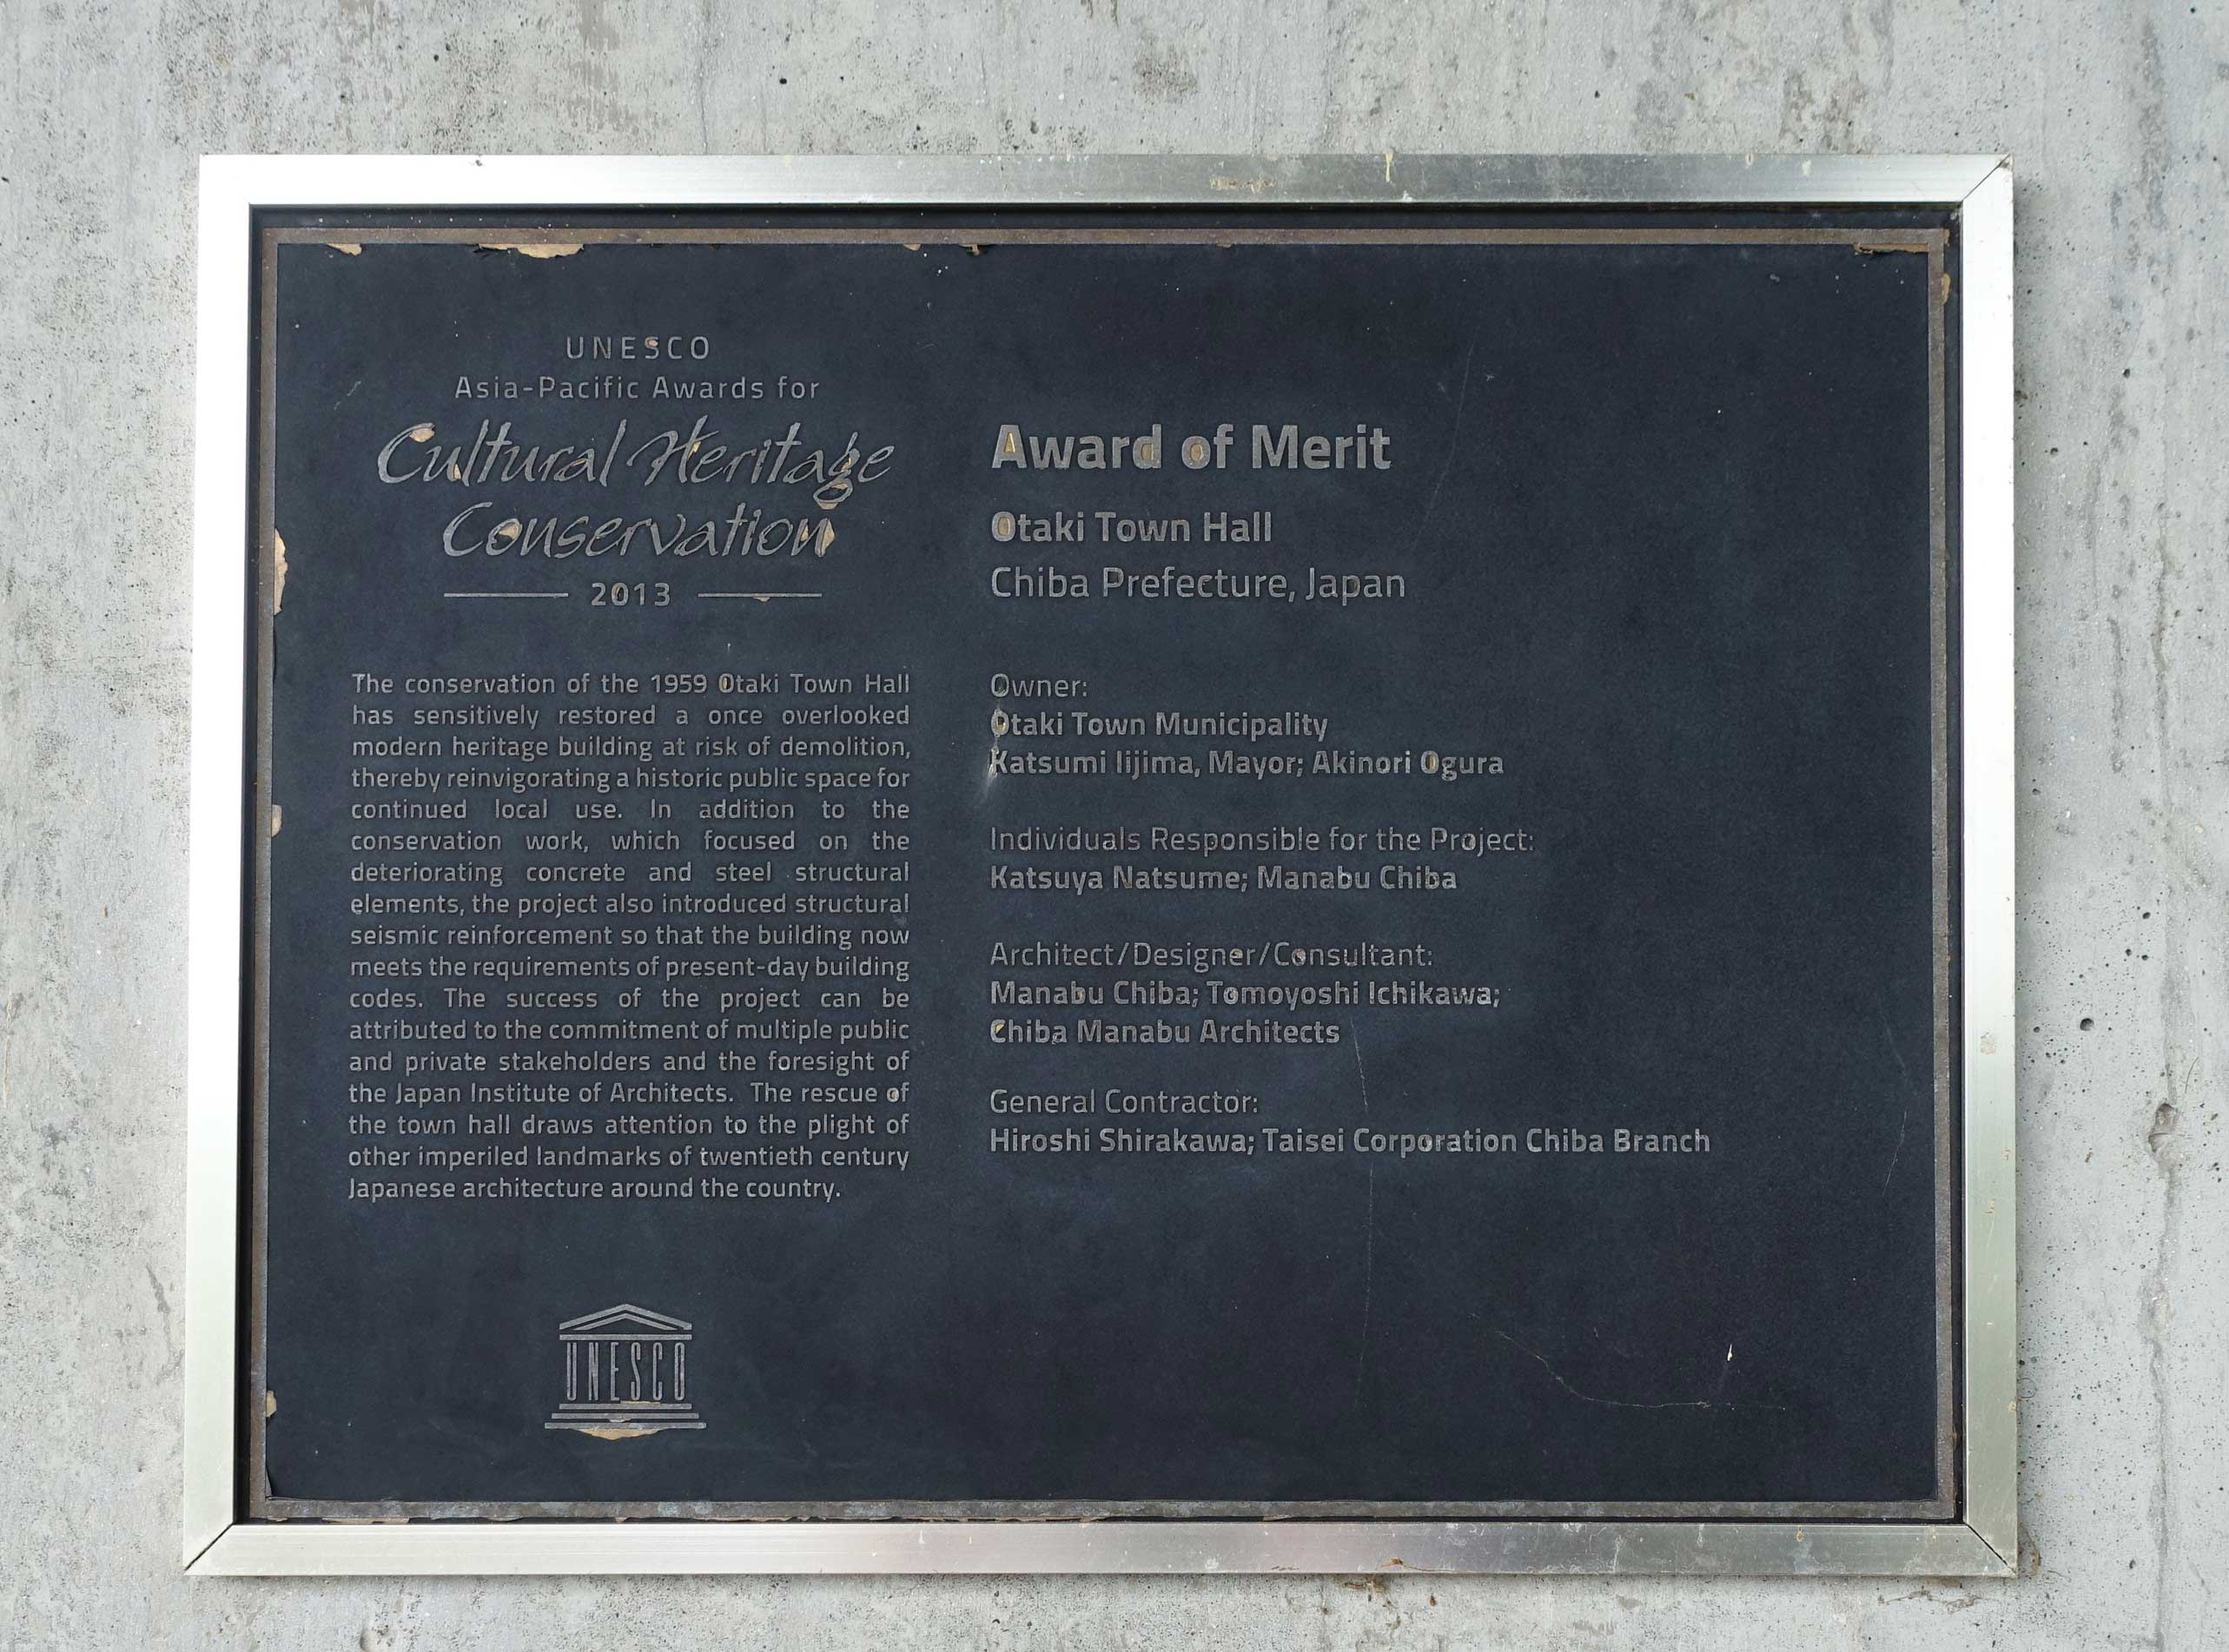 UNESCO
Asia-Pacific Awards for
Cultural Heritage
Conservation
2013
The conservation of the 1959 Otaki Town Hall
has sensitively restored a once overlooked
modern heritage building at risk of demolition,
thereby reinvigorating a historic public space for
continued local use. In addition to the
conservation work, which focused on the
deteriorating concrete and steel structural
elements, the project also introduced structural
seismic reinforcement so that the building now
meets the requirements of present-day building
codes. The success of the project can be
attributed to the commitment of multiple public
and private stakeholders and the foresight of
the Japan Institute of Architects. The rescue of
the town hall draws attention to the plight of
other imperiled landmarks of twentieth century
Japanese architecture around the country.
UNESCO
Award of Merit
Otaki Town Hall
Chiba Prefecture, Japan
Owner:
Otaki Town Municipality
Katsumi Iijima, Mayor; Akinori Ogura
Individuals Responsible for the Project:
Katsuya Natsume; Manabu Chiba
Architect/Designer/Consultant:
Manabu Chiba; Tomoyoshi Ichikawa;
Chiba Manabu Architects
General Contractor:
Hiroshi Shirakawa; Taisei Corporation Chiba Branch